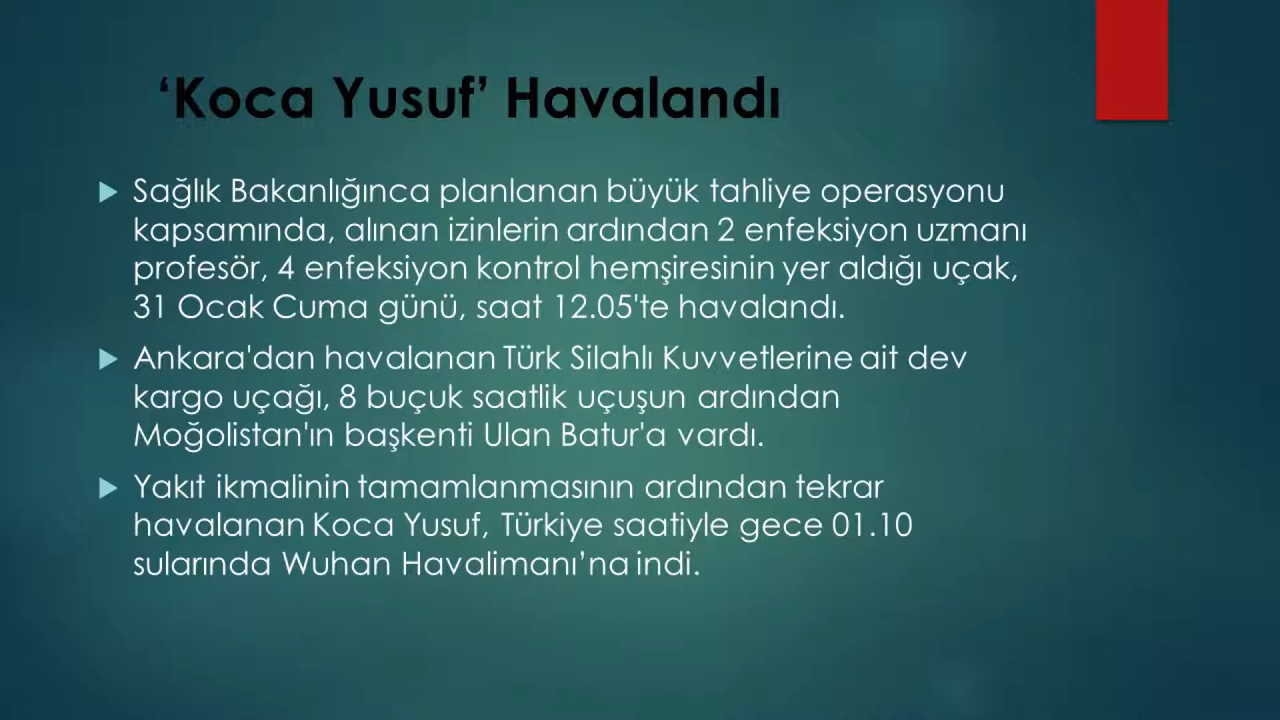 ‘Koca Yusuf’ Havalandı
Sağlık Bakanlığınca planlanan büyük tahliye operasyonu
kapsamında, alınan izinlerin ardından 2 enfeksiyon uzmanı
profesör, 4 enfeksiyon kontrol hemşiresinin yer aldığı uçak,
31 Ocak Cuma günü, saat 12.05'te havalandı.
Ankara'dan havalanan Türk Silahlı Kuvvetlerine ait dev
kargo uçağı, 8 buçuk saatlik uçuşun ardından
Moğolistan'ın başkenti Ulan Batur'a vardı.
Yakıt ikmalinin tamamlanmasının ardından tekrar
havalanan Koca Yusuf, Türkiye saatiyle gece 01.10
sularında Wuhan Havalimanı’na indi.